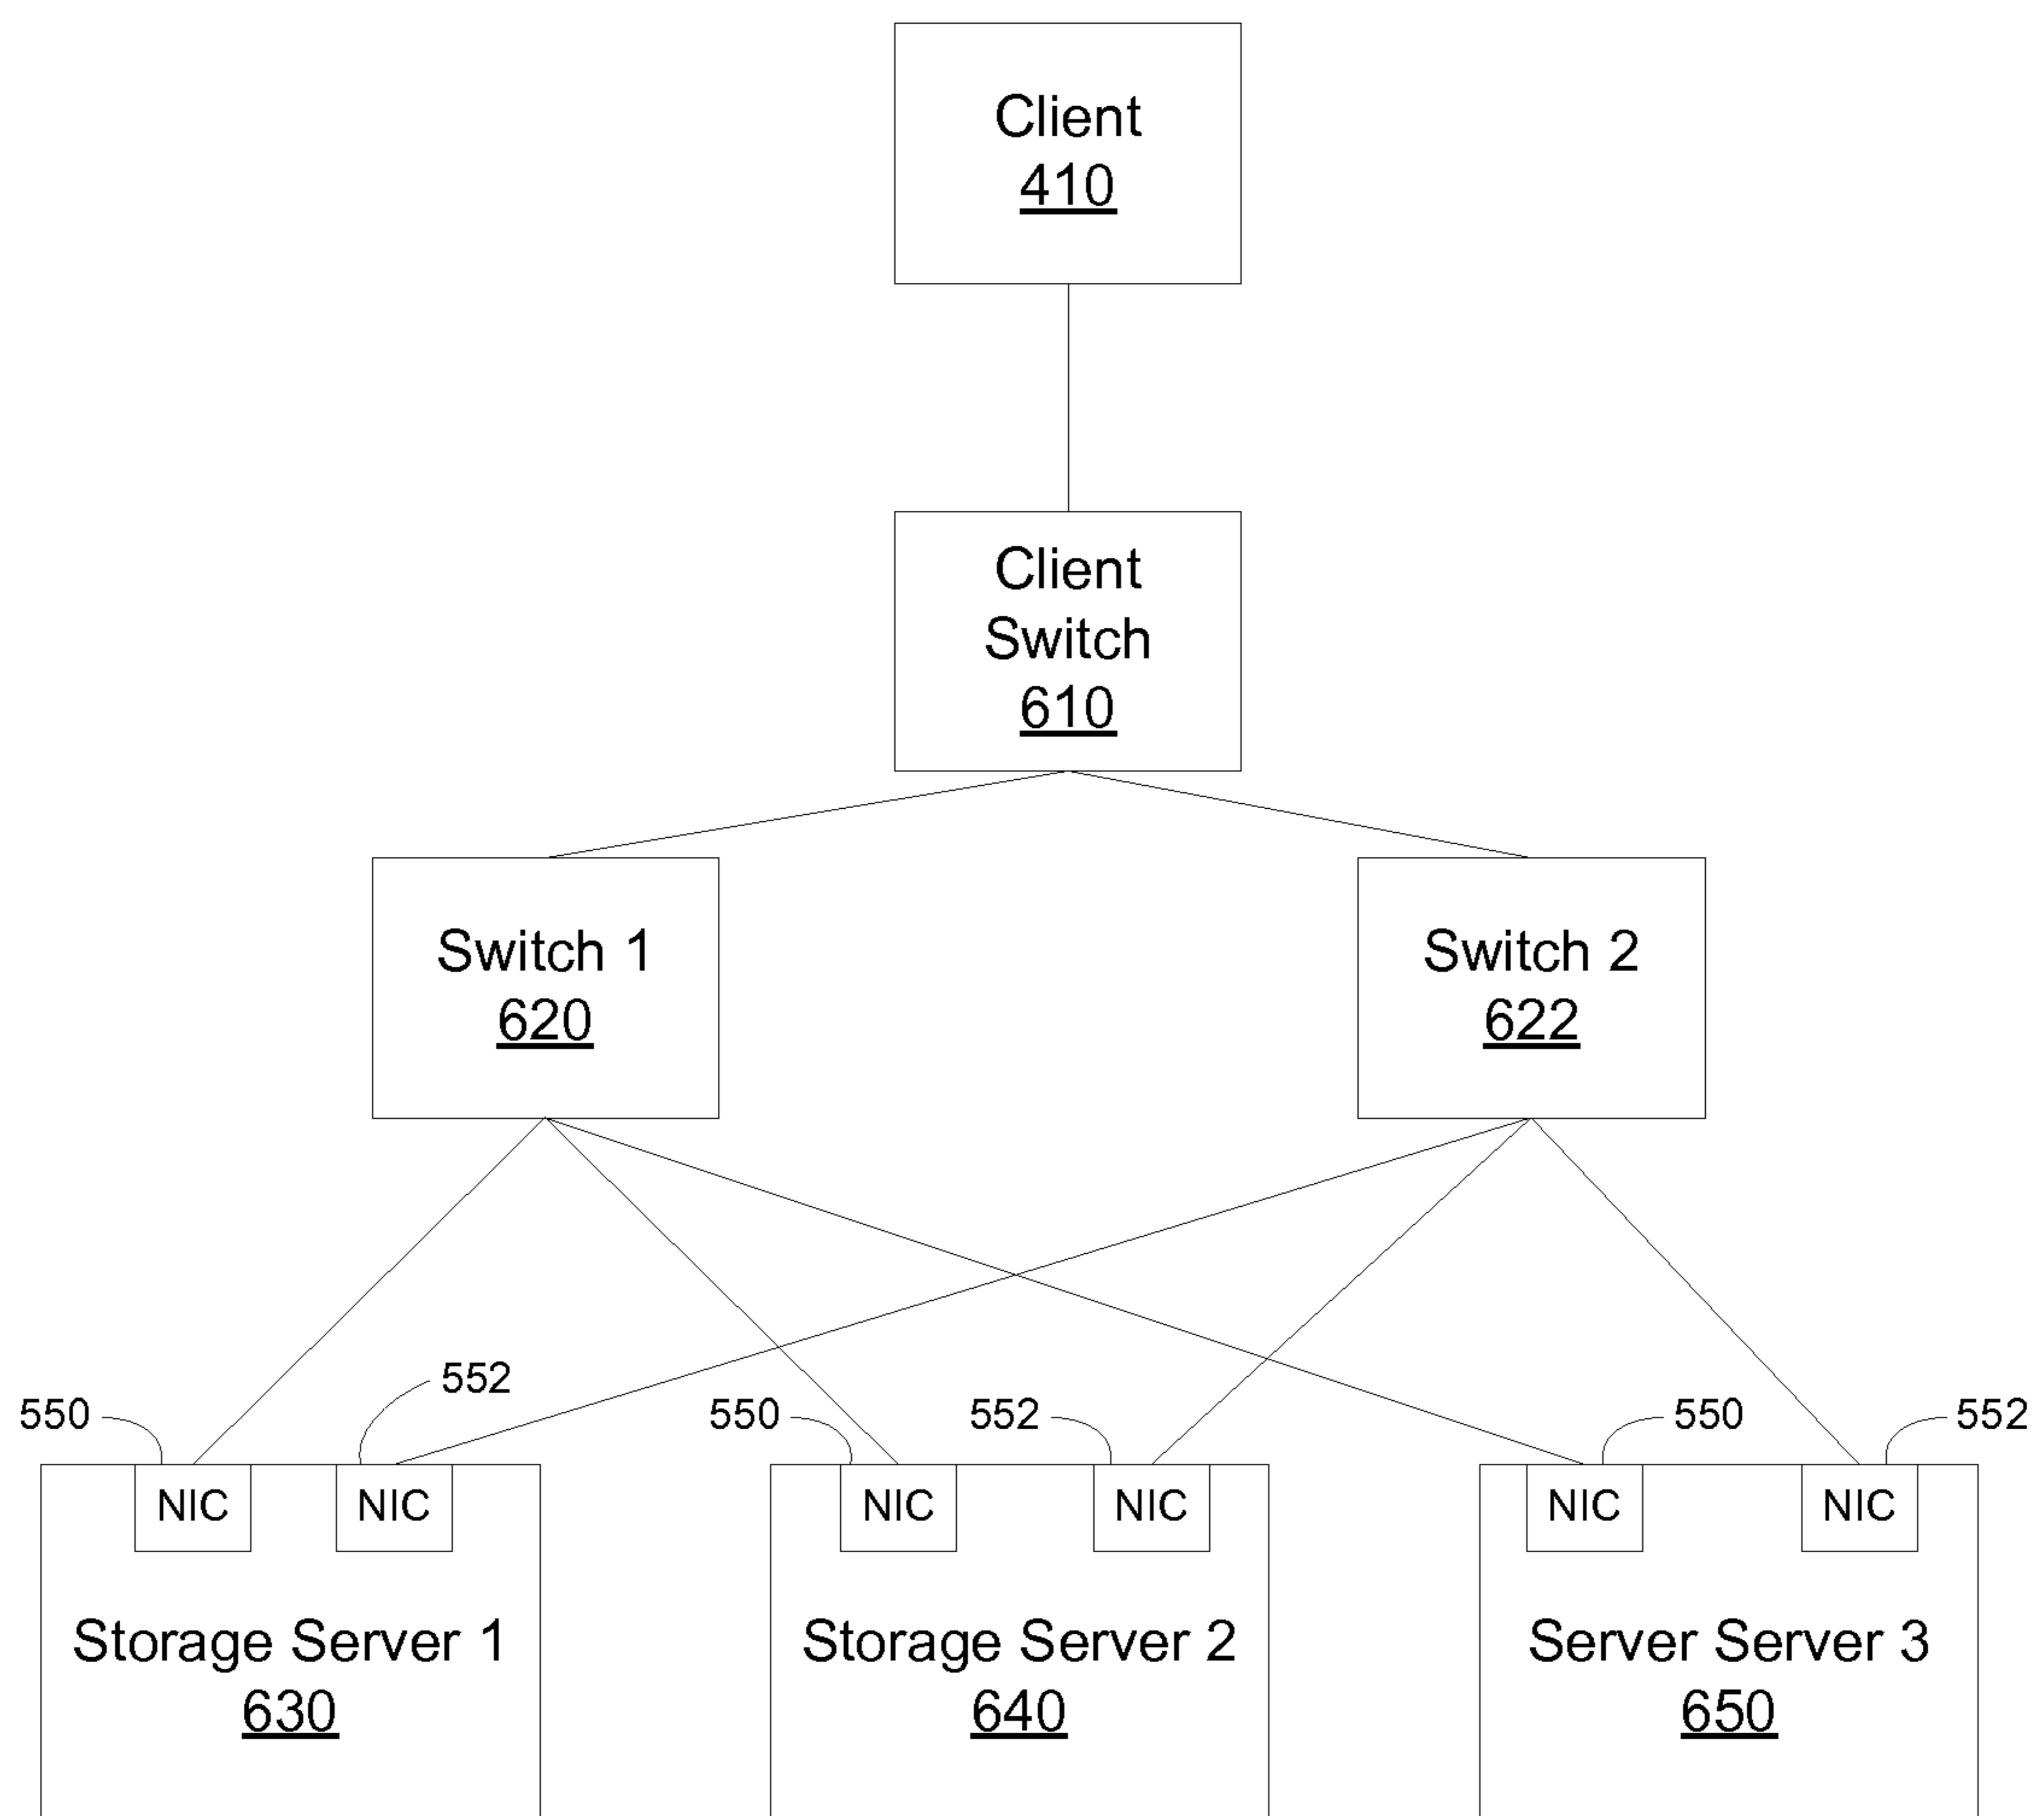 Client
410
Client
Switch
610
Switch 1
620
Switch 2
622
550
552
550
552
550
552
NIC
NIC
NIC
NIC
NIC
NIC
Storage Server 1
630
Storage Server 2
640
Server Server 3
650